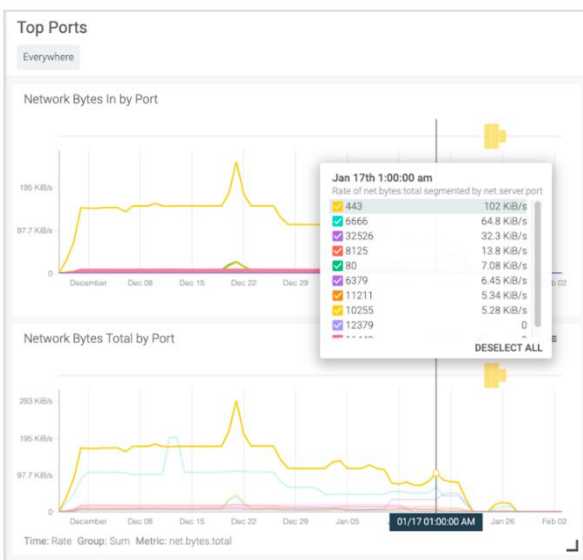 Top Ports
Everywhere
Network Bytes In by Port
195 KiB/s
97.7 KiB/s
0
December Dec 08 Dec 15 Dec 22 Dec 29 b 02
Jan 17th 1:00:00 am
Rate of net.bytes.total segmented by net.server.port
443 102 KiB/s
6666 64.8 KiB/s
32526 32.3 KiB/s
8125 13.8 KiB/s
80 7.08 KiB/s
6379 6.45 KiB/s
11211 5.34 KiB/s
10255 5.28 KiB/s
12379 0
DESELECT ALL
Network Bytes Total by Port
293 KiB/s
195 KiB/s
97.7 KiB/s
0
December Dec 08 Dec 15 Dec 22 Dec 29 Jan 05 01/17 01:00:00 AM Jan 26 Feb 02
Time: Rate Group: Sum Metric: net.bytes.total